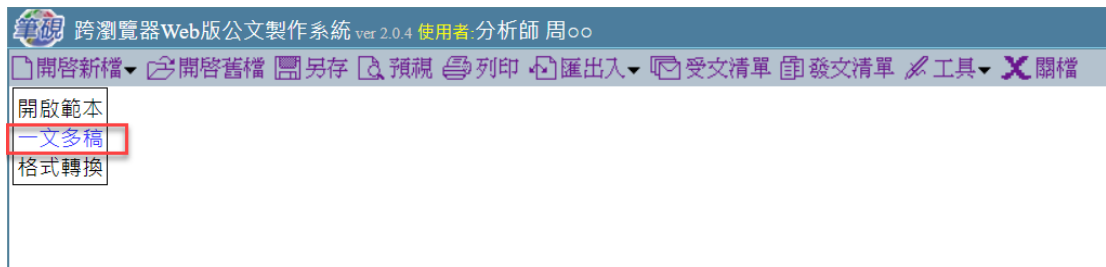 筆硯 跨瀏覽器Web版公文製作系統 ver 2.0.4 使用者:分析師 周○○
開啓新檔 開啓舊檔 另存 預視 列印 匯出入 受文清單 發文清單 工具 關檔
開啟範本
一文多稿
格式轉換